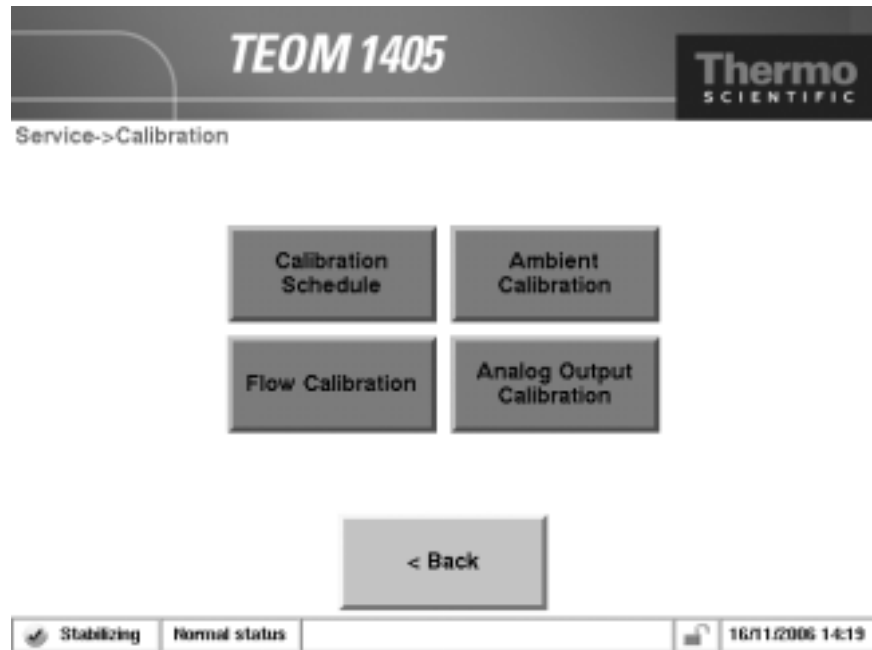 TEOM 1405
Thermo
SCIENTIFIC
Service->Calibration
Calibration
Schedule
Ambient
Calibration
Flow Calibration
Analog Output
Calibration
< Back
Stabilizing
Normal status
16/11/2006 14:19